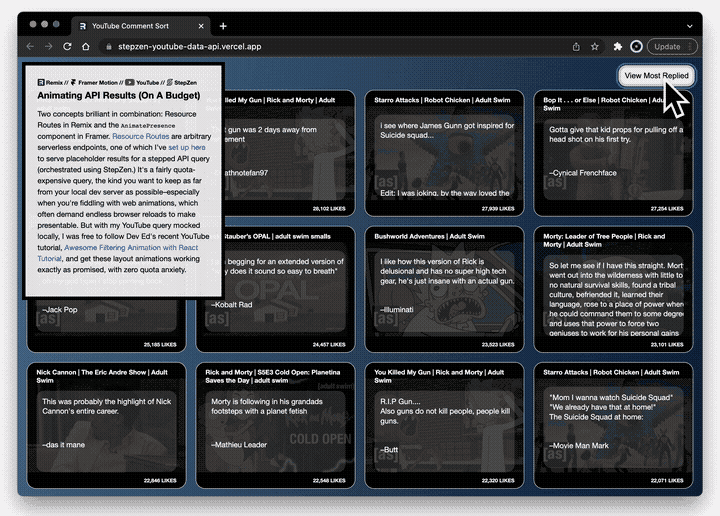 YouTube Comment Sort
stepzen-youtube-data-api.vercel.app
Update
View Most Replied
Remix // Framer Motion // YouTube // StepZen
Animating API Results (On A Budget)
Two concepts brilliant in combination: Resource
Routes in Remix and the AnimatePresence
component in Framer. Resource Routes are arbitrary
serverless endpoints, one of which I've set up here
to serve placeholder results for a stepped API query
(orchestrated using StepZen.) It's a fairly quota-
expensive query, the kind you want to keep as far
from your local dev server as possible–especially
when you're fiddling with web animations, which
often demand endless browser reloads to make
presentable. But with my YouTube query mocked
locally, I was free to follow Dev Ed's recent YouTube
tutorial, Awesome Filtering Animation with React
Tutorial, and get these layout animations working
exactly as promised, with zero quota anxiety.
illed My Gun | Rick and Morty | Adult
t gun was 2 days away from
ement
athnotefan97
28,102 LIKES
Starro Attacks | Robot Chicken | Adult Swim
i see where James Gunn got inspired for
Suicide squad...
Edit: I was joking, by the way loved the
[as]
27,939 LIKES
Bop It . . . or Else | Robot Chicken | Adult
Swim
Gotta give that kid props for pulling off a
head shot on his first try.
–Cynical Frenchface
[as]
27,254 LIKES
–Jack Pop
[as]
25,185 LIKES
Stauber's OPAL | adult swim smalls
begging for an extended version of
y does it sound so easy to breath"
OPAL
–Kobalt Rad
[as]
24,457 LIKES
Bushworld Adventures | Adult Swim
I like how this version of Rick is
delusional and has no super high tech
gear, he's just insane with an actual gun.
–Illuminati
[as]
23,523 LIKES
Morty: Leader of Tree People | Rick and
Morty | Adult Swim
So let me see if I have this straight. Mort
went out into the wilderness with little to
no natural survival skills, found a tribal
culture, befriended it, learned their
language, rose to a place of power where
he could command them to some degree
and uses that power to force two
geniuses to work for his personal gains
23,101 LIKES
Nick Cannon | The Eric Andre Show | Adult
Swim
This was probably the highlight of Nick
Cannon's entire career.
–das it mane
22,846 LIKES
Rick and Morty | S5E3 Cold Open: Planetina
Saves the Day | adult swim
Morty is following in his grandads
footsteps with a planet fetish
–Mathieu Leader
COLD OPEN
22,548 LIKES
You Killed My Gun | Rick and Morty | Adult
Swim
R.I.P Gun....
Also guns do not kill people, people kill
guns.
–Butt
[as]
22,320 LIKES
Starro Attacks | Robot Chicken | Adult Swim
"Mom I wanna watch Suicide Squad"
"We already have that at home!"
The Suicide Squad at home:
–Movie Man Mark
[as]
22,071 LIKES